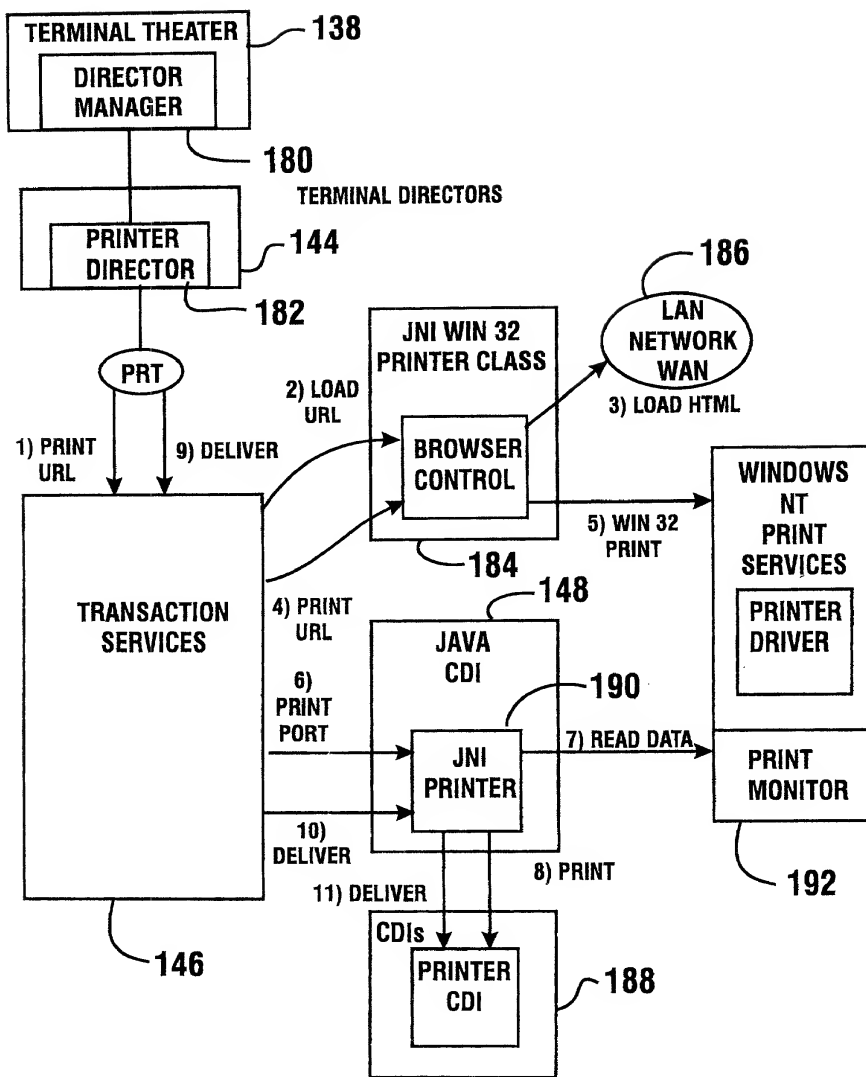 TERMINAL THEATER
138
DIRECTOR
MANAGER
180
TERMINAL DIRECTORS
PRINTER
DIRECTOR
144
182
186
JNI WIN 32
PRINTER CLASS
LAN
NETWORK
WAN
PRT
2) LOAD
URL
3) LOAD HTML
1) PRINT
URL
9) DELIVER
BROWSER
CONTROL
WINDOWS
NT
PRINT
SERVICES
5) WIN 32
PRINT
184
TRANSACTION
SERVICES
4) PRINT
URL
148
PRINTER
DRIVER
JAVA
CDI
6)
PRINT
PORT
190
7) READ DATA
JNI
PRINTER
PRINT
MONITOR
10)
DELIVER
8) PRINT
192
11) DELIVER
CDIs
146
PRINTER
CDI
188